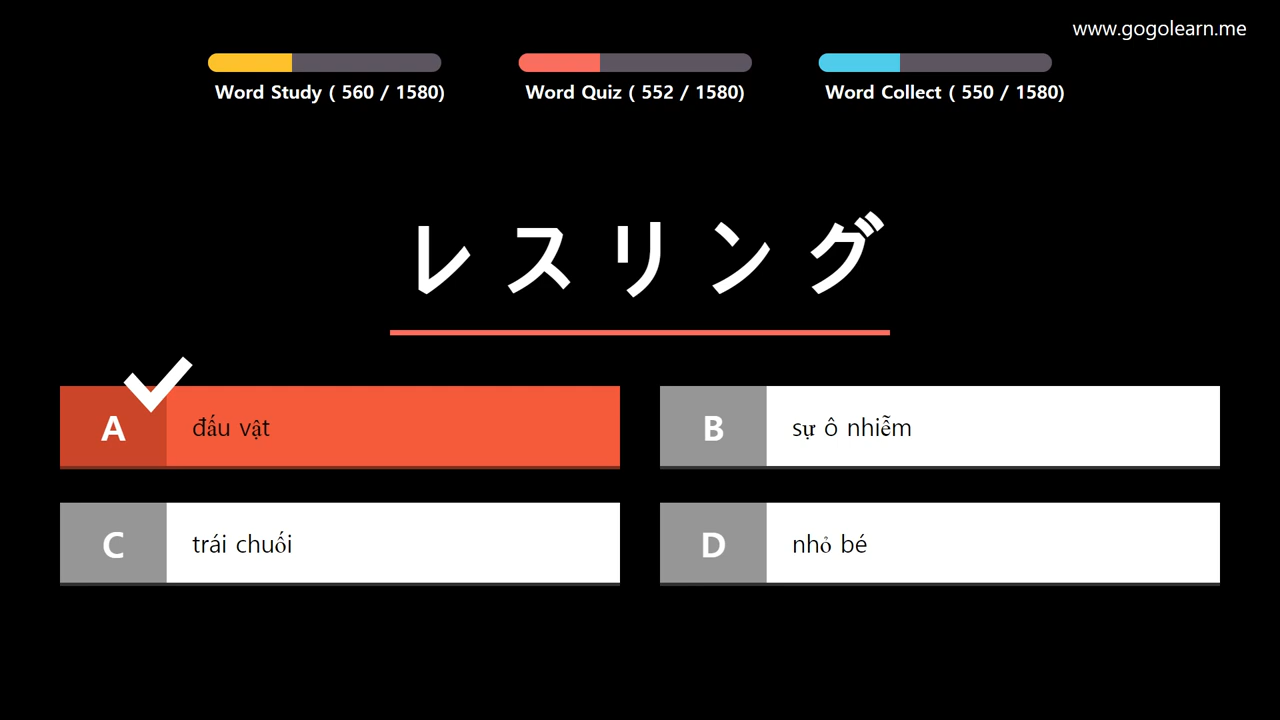 www.gogolearn.me
Word Study ( 560 / 1580)
Word Quiz ( 552 / 1580)
Word Collect ( 550 / 1580)
レスリング
A đấu vật
B sự ô nhiễm
C trái chuối
D nhỏ bé